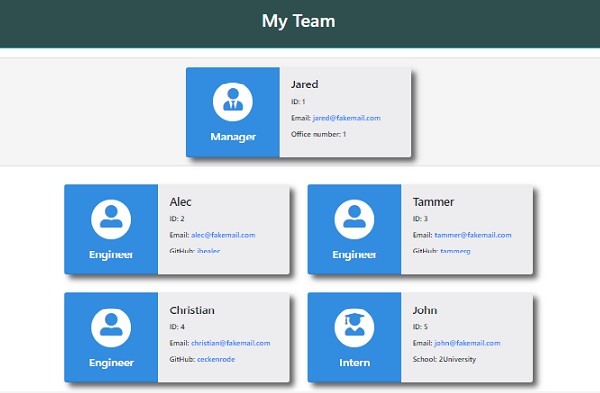 My Team
Manager
Jared
ID: 1
Email: jared@fakemail.com
Office number: 1
Engineer
Alec
ID: 2
Email: alec@fakemail.com
GitHub: ibealec
Engineer
Tammer
ID: 3
Email: tammer@fakemail.com
GitHub: tammerg
Engineer
Christian
ID: 4
Email: christian@fakemail.com
GitHub: ceckenrode
Intern
John
ID: 5
Email: john@fakemail.com
School: 2University